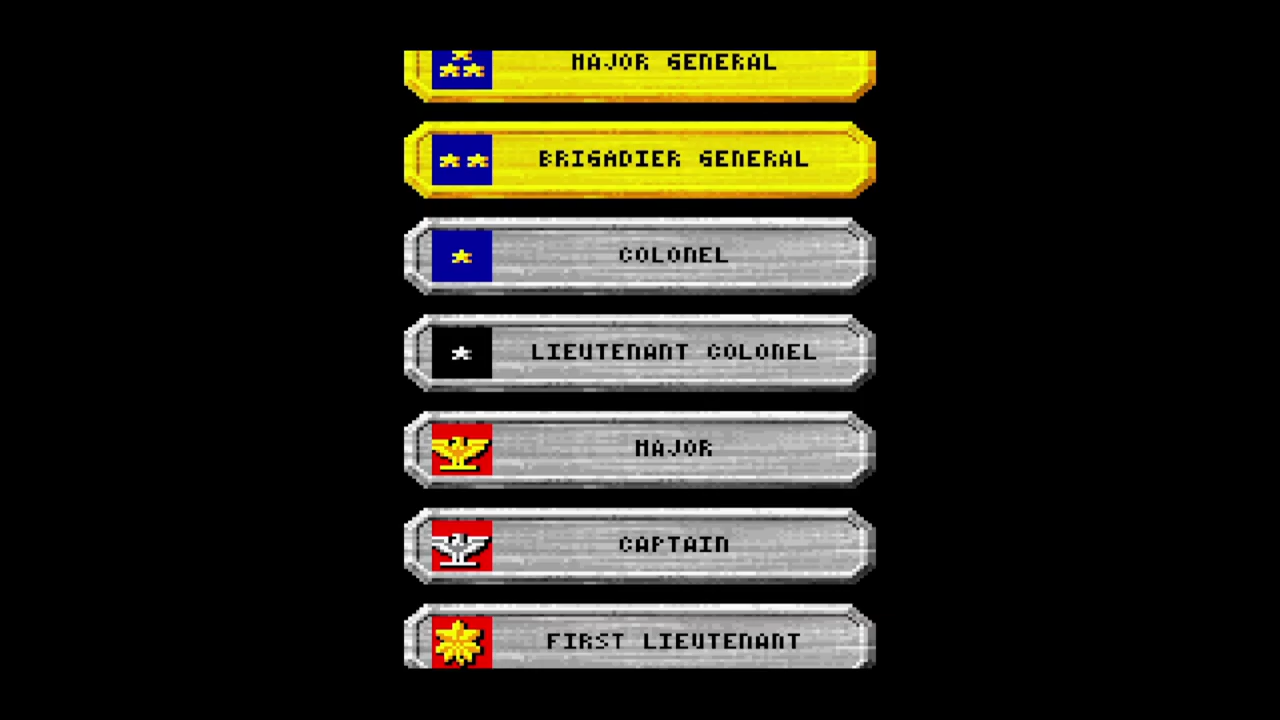 MAJOR GENERAL
BRIGADIER GENERAL
COLONEL
LIEUTENANT COLONEL
MAJOR
CAPTAIN
FIRST LIEUTENANT